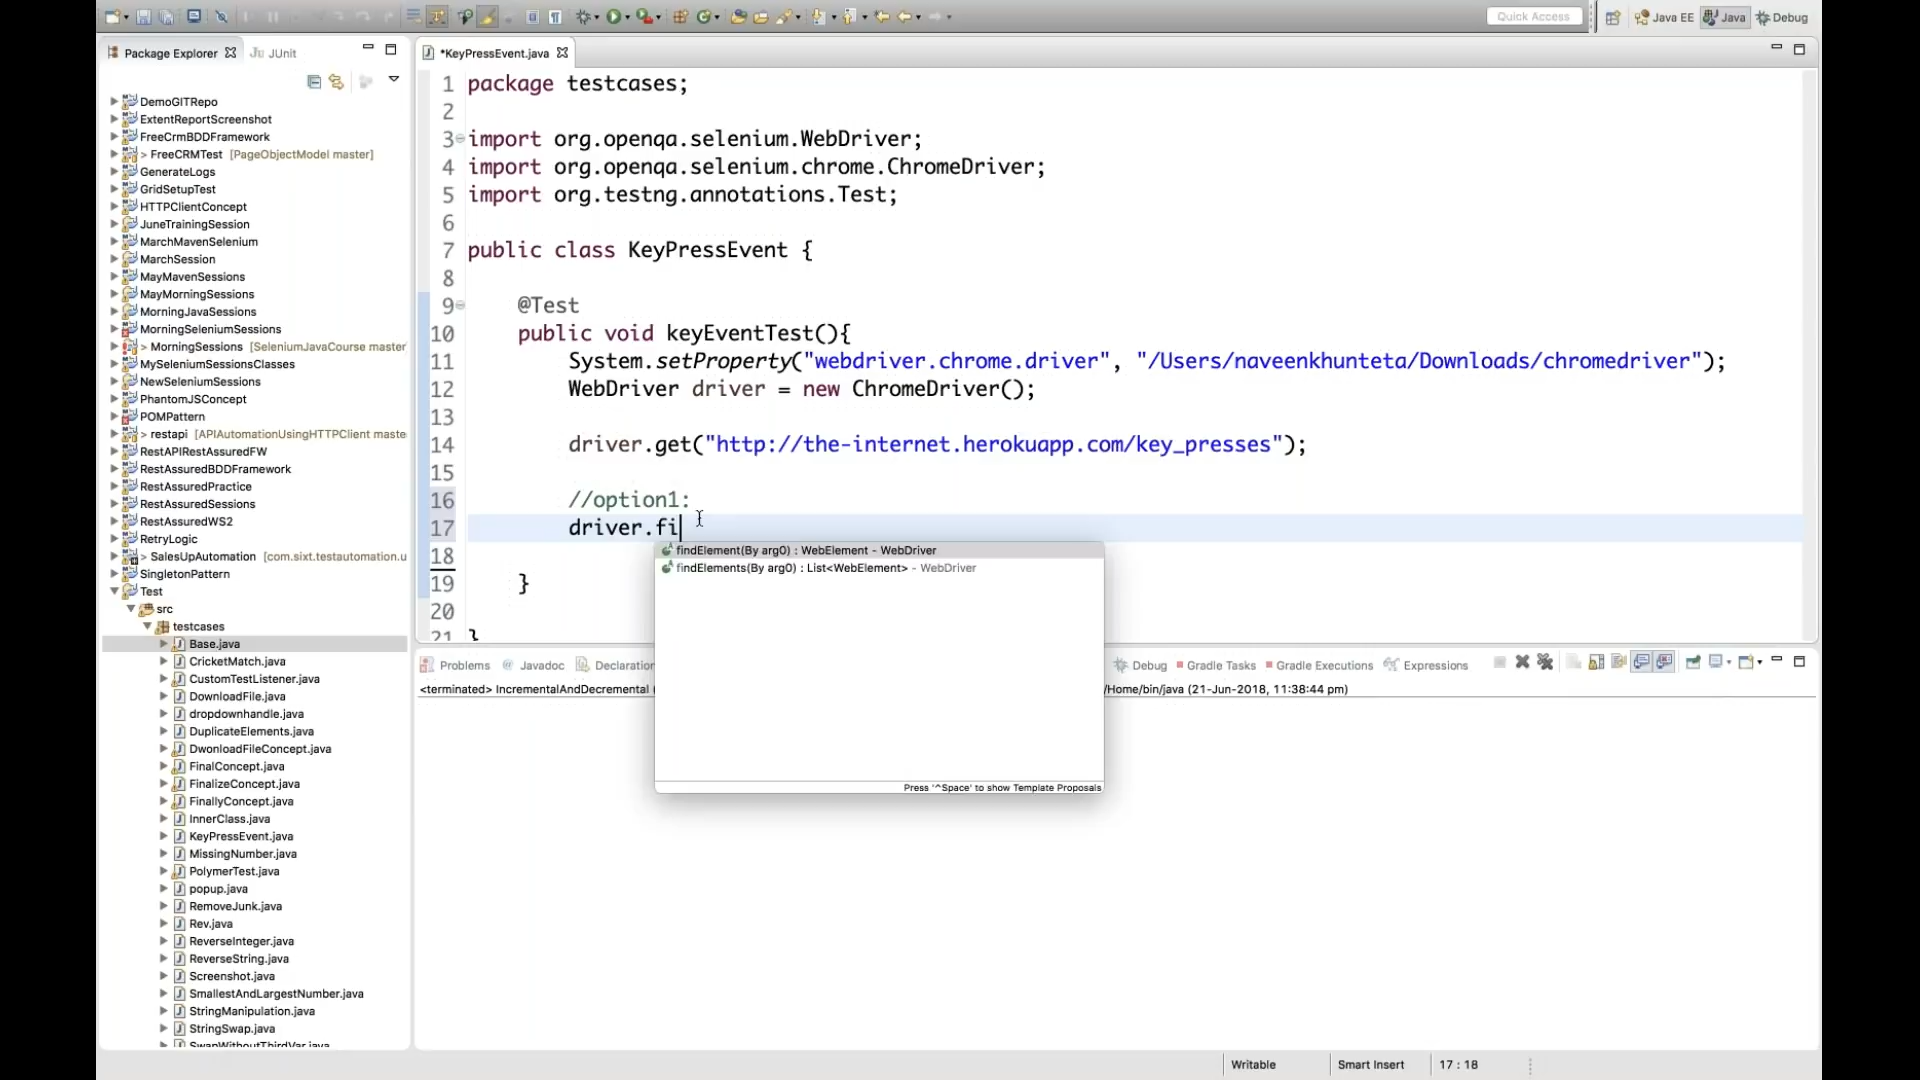 Quick Access
Java EE
Java
Debug
Package Explorer
JUnit
DemoGITRepo
ExtentReportScreenshot
FreeCrmBDDFramework
> FreeCRMTest [PageObjectModel master]
GenerateLogs
GridSetupTest
HTTPClientConcept
JuneTrainingSession
MarchMavenSelenium
MarchSession
MayMavenSessions
MayMorningSessions
MorningJavaSessions
MorningSeleniumSessions
> MorningSessions [SeleniumJavaCourse master
MySeleniumSessionsClasses
NewSeleniumSessions
PhantomJSConcept
POMPattern
> restapi [APIAutomationUsingHTTPClient maste
RestAPIRestAssuredFW
RestAssuredBDDFramework
RestAssuredPractice
RestAssuredSessions
RestAssuredWS2
RetryLogic
> SalesUpAutomation [com.sixt.testautomation.u
SingletonPattern
Test
src
testcases
Base.java
CricketMatch.java
CustomTestListener.java
DownloadFile.java
dropdownhandle.java
DuplicateElements.java
DwonloadFileConcept.java
FinalConcept.java
FinalizeConcept.java
FinallyConcept.java
InnerClass.java
KeyPressEvent.java
MissingNumber.java
PolymerTest.java
popup.java
RemoveJunk.java
Rev.java
ReverseInteger.java
ReverseString.java
Screenshot.java
SmallestAndLargestNumber.java
StringManipulation.java
StringSwap.java
SwapWithoutThirdVar.java
*KeyPressEvent.java
1 package testcases;
2
3 import org.openqa.selenium.WebDriver;
4 import org.openqa.selenium.chrome.ChromeDriver;
5 import org.testng.annotations.Test;
6
7 public class KeyPressEvent {
8
9 @Test
10 public void keyEventTest(){
11 System.setProperty("webdriver.chrome.driver", "/Users/naveenkhunteta/Downloads/chromedriver");
12 WebDriver driver = new ChromeDriver();
13
14 driver.get("http://the-internet.herokuapp.com/key_presses");
15
16 //option1:
17 driver.fi
18
19 }
20
21 }
findElement(By arg0) : WebElement - WebDriver
findElements(By arg0) : List<WebElement> - WebDriver
Press '^Space' to show Template Proposals
Problems
Javadoc
Declaration
Debug
Gradle Tasks
Gradle Executions
Expressions
<terminated> IncrementalAndDecremental (
/Home/bin/java (21-Jun-2018, 11:38:44 pm)
Writable
Smart Insert
17 : 18